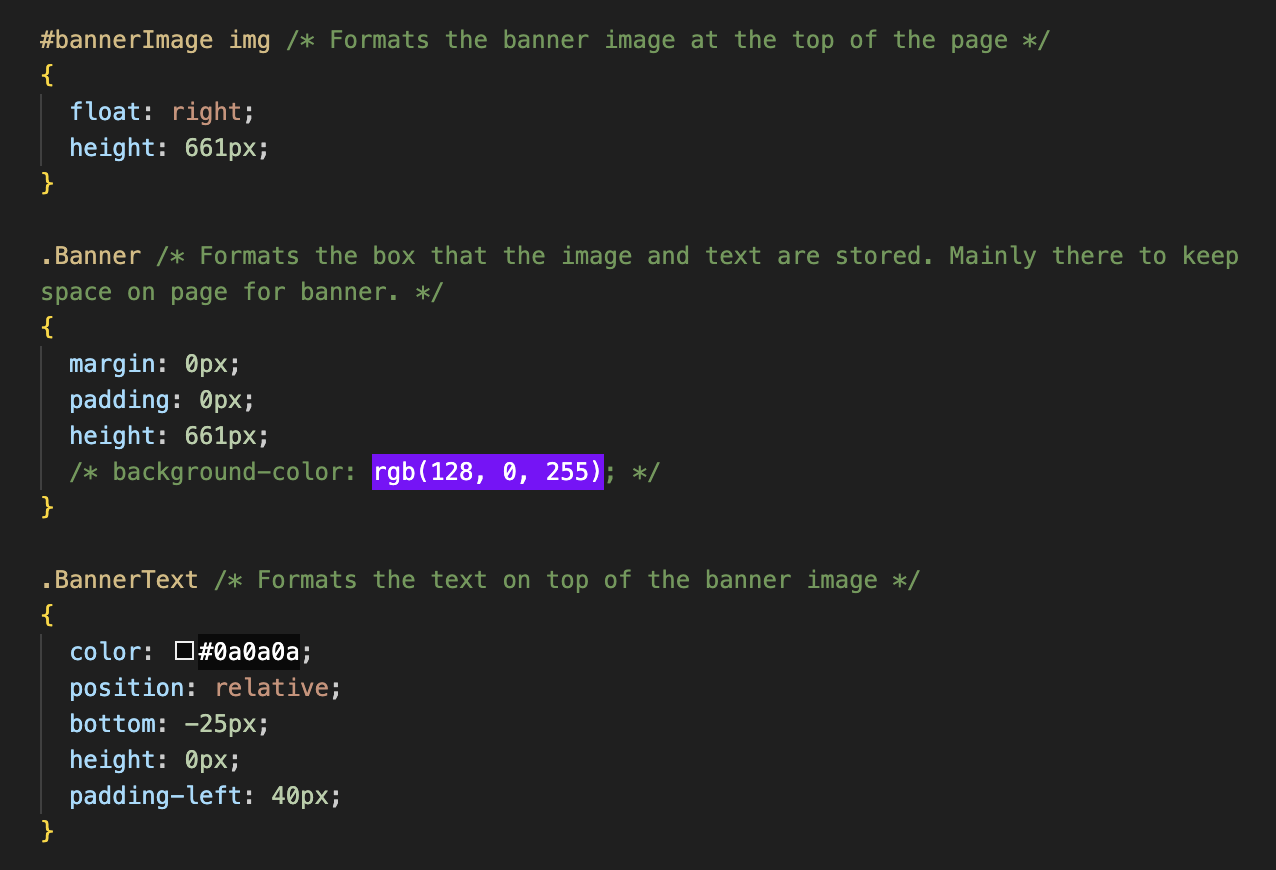 #bannerImage img /* Formats the banner image at the top of the page */
{
  float: right;
  height: 661px;
}

.Banner /* Formats the box that the image and text are stored. Mainly there to keep
space on page for banner. */
{
  margin: 0px;
  padding: 0px;
  height: 661px;
  /* background-color: rgb(128, 0, 255); */
}

.BannerText /* Formats the text on top of the banner image */
{
  color: #0a0a0a;
  position: relative;
  bottom: -25px;
  height: 0px;
  padding-left: 40px;
}